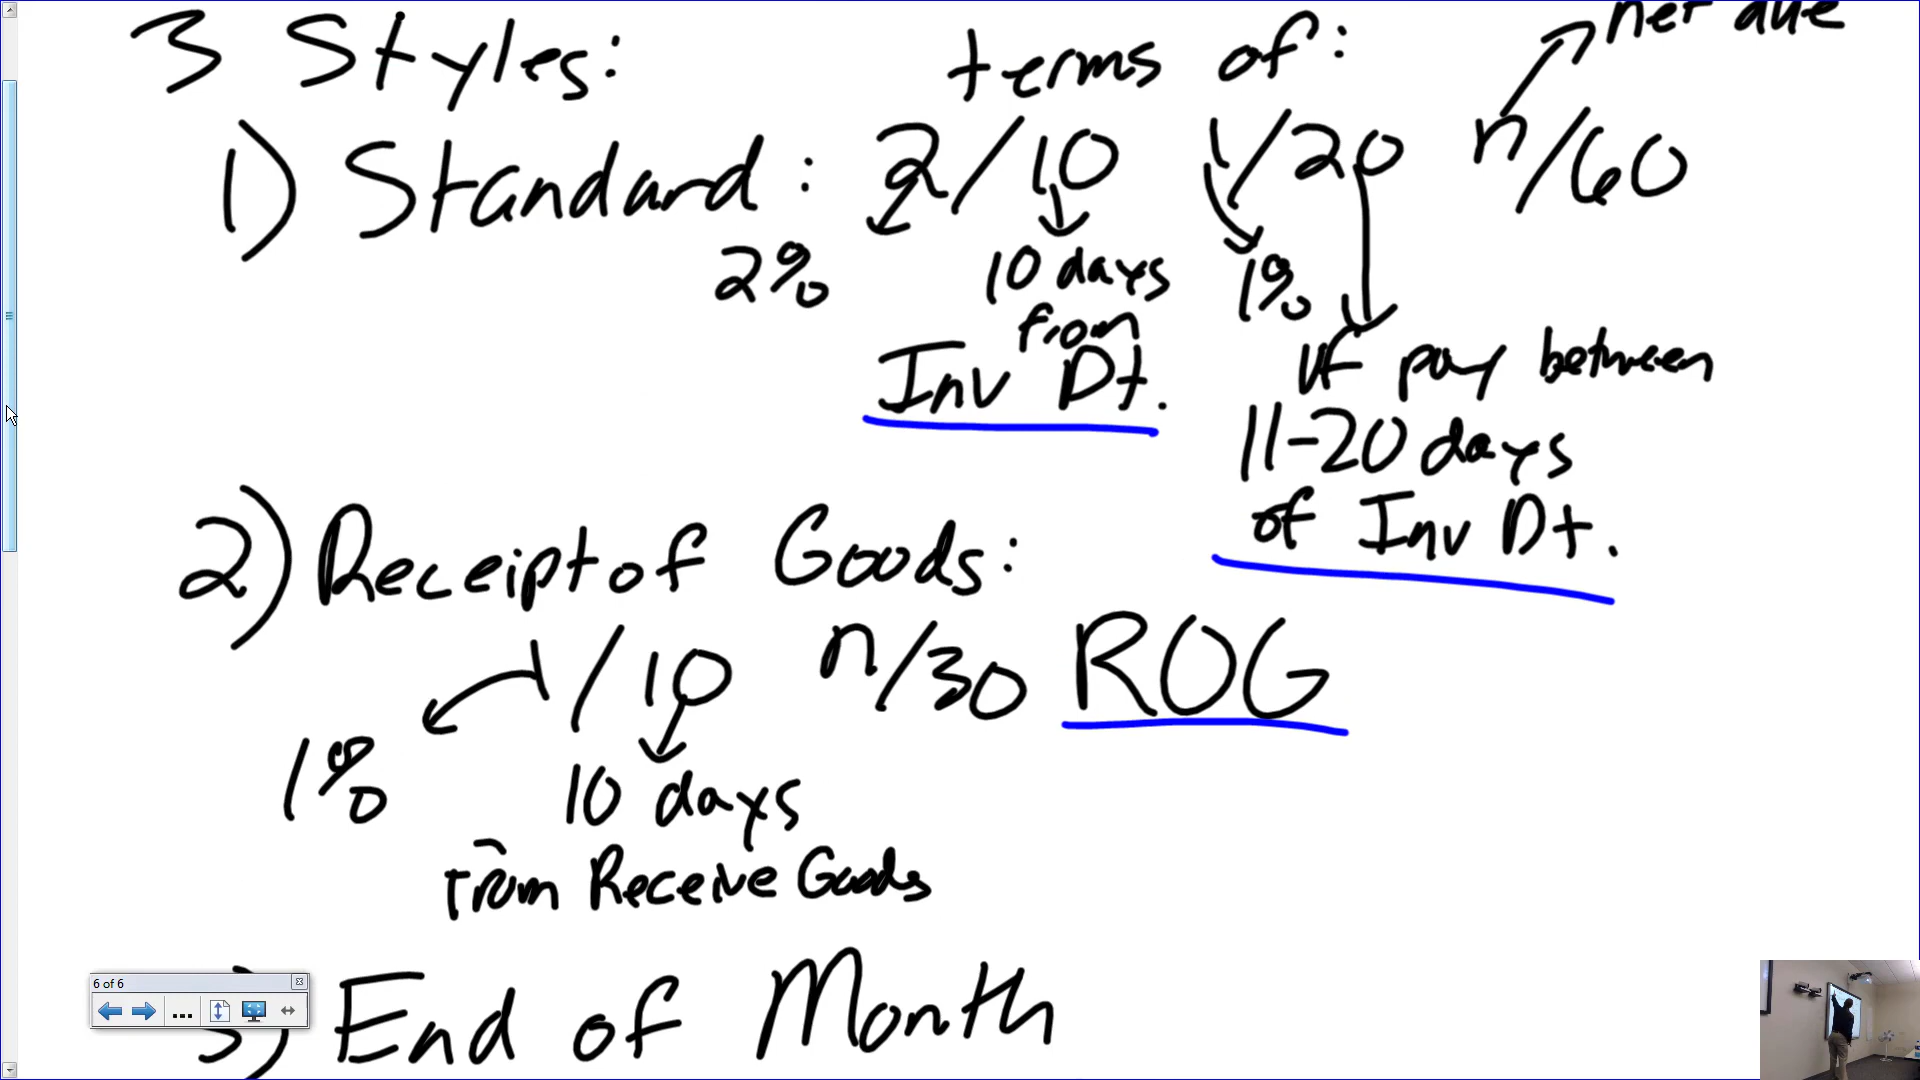 net due
3 Styles: terms of:
1) Standard: 2/10 1/20 n/60
2% 10 days 1%
from
Inv Dt. If pay between
11-20 days
of Inv Dt.
2) Receipt of Goods:
1/10 n/30 ROG
1% 10 days
From Receive Goods
3) End of Month
6 of 6
...